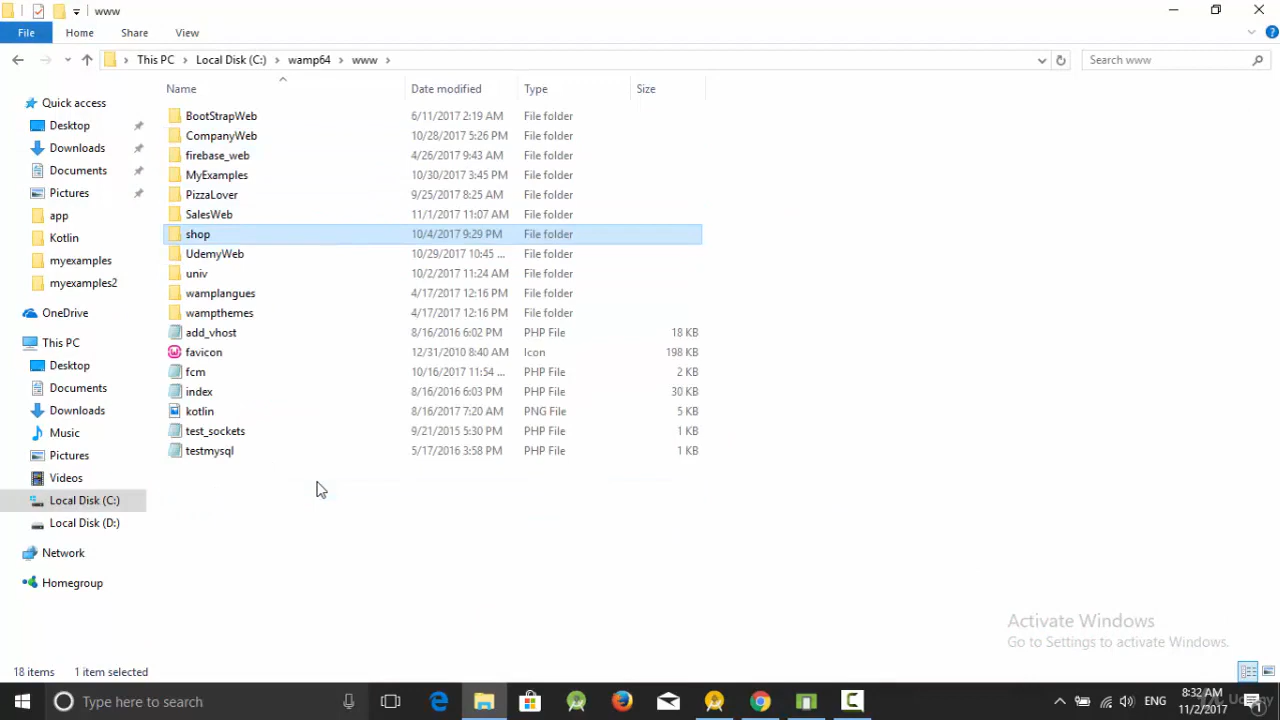 www
File Home Share View
This PC Local Disk (C:) wamp64 www Search www
Name Date modified Type Size
Quick access
Desktop
Downloads
Documents
Pictures
app
Kotlin
myexamples
myexamples2
OneDrive
This PC
Desktop
Documents
Downloads
Music
Pictures
Videos
Local Disk (C:)
Local Disk (D:)
Network
Homegroup
BootStrapWeb 6/11/2017 2:19 AM File folder
CompanyWeb 10/28/2017 5:26 PM File folder
firebase_web 4/26/2017 9:43 AM File folder
MyExamples 10/30/2017 3:45 PM File folder
PizzaLover 9/25/2017 8:25 AM File folder
SalesWeb 11/1/2017 11:07 AM File folder
shop 10/4/2017 9:29 PM File folder
UdemyWeb 10/29/2017 10:45 ... File folder
univ 10/2/2017 11:24 AM File folder
wamplangues 4/17/2017 12:16 PM File folder
wampthemes 4/17/2017 12:16 PM File folder
add_vhost 8/16/2016 6:02 PM PHP File 18 KB
favicon 12/31/2010 8:40 AM Icon 198 KB
fcm 10/16/2017 11:54 ... PHP File 2 KB
index 8/16/2016 6:03 PM PHP File 30 KB
kotlin 8/16/2017 7:20 AM PNG File 5 KB
test_sockets 9/21/2015 5:30 PM PHP File 1 KB
testmysql 5/17/2016 3:58 PM PHP File 1 KB
Activate Windows
Go to Settings to activate Windows.
18 items 1 item selected
Type here to search
ENG
8:32 AM
11/2/2017
Udemy